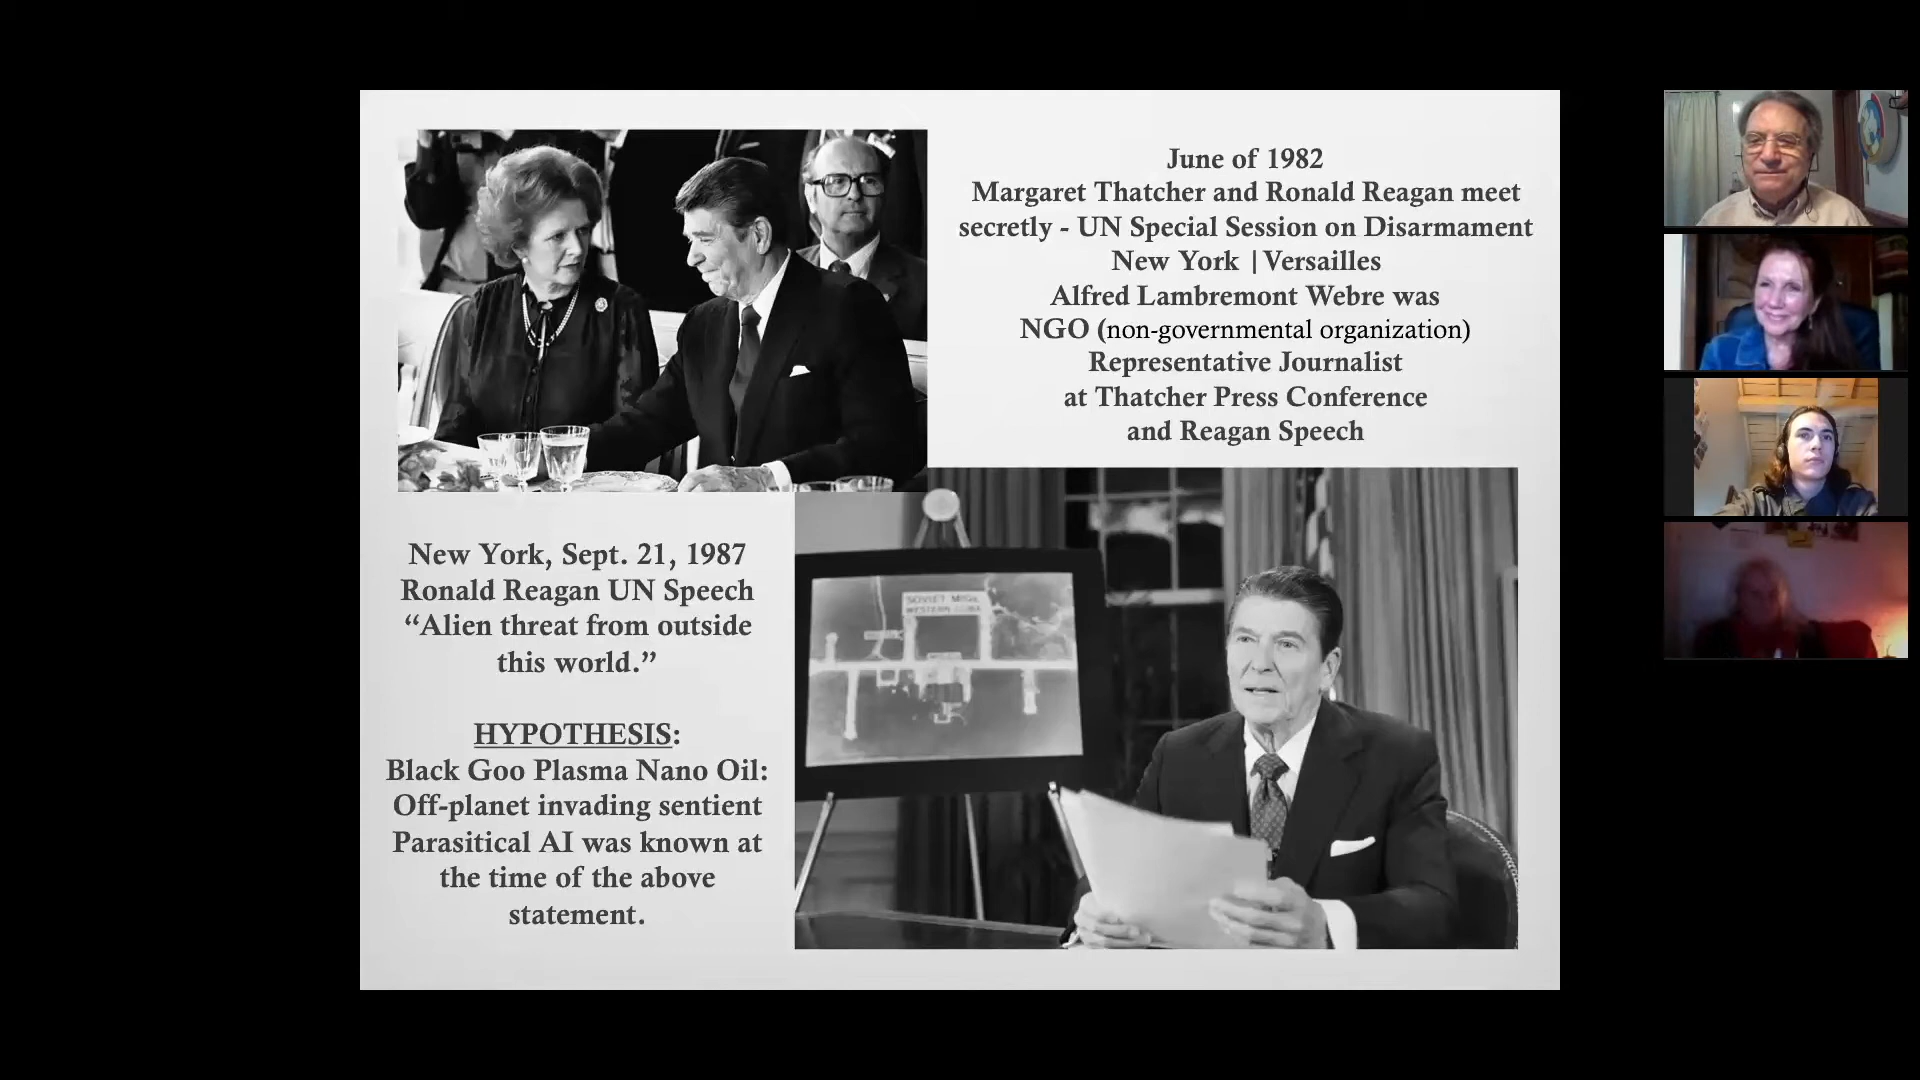 June of 1982
Margaret Thatcher and Ronald Reagan meet
secretly - UN Special Session on Disarmament
New York | Versailles
Alfred Lambremont Webre was
NGO (non-governmental organization)
Representative Journalist
at Thatcher Press Conference
and Reagan Speech
New York, Sept. 21, 1987
Ronald Reagan UN Speech
“Alien threat from outside
this world.”
HYPOTHESIS:
Black Goo Plasma Nano Oil:
Off-planet invading sentient
Parasitical AI was known at
the time of the above
statement.
SOVIET MIGs
WESTERN CUBA